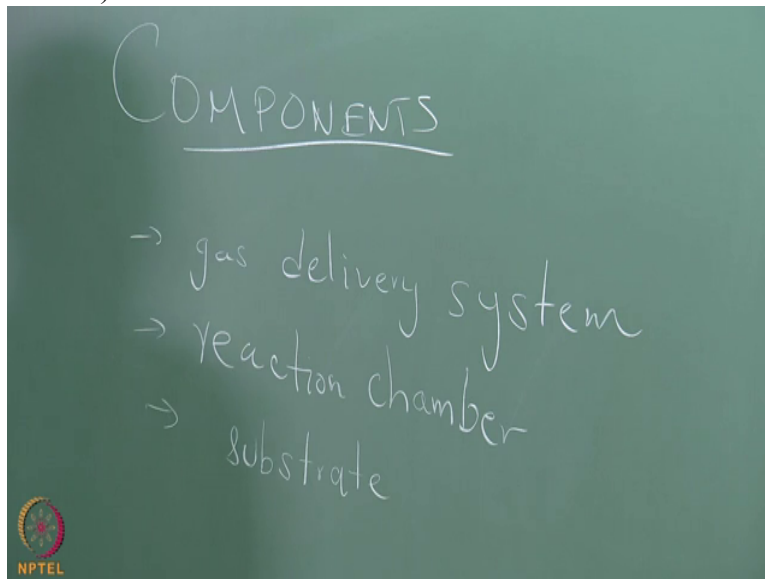 COMPONENTS
→ gas delivery system
→ reaction chamber
→ substrate
NPTEL